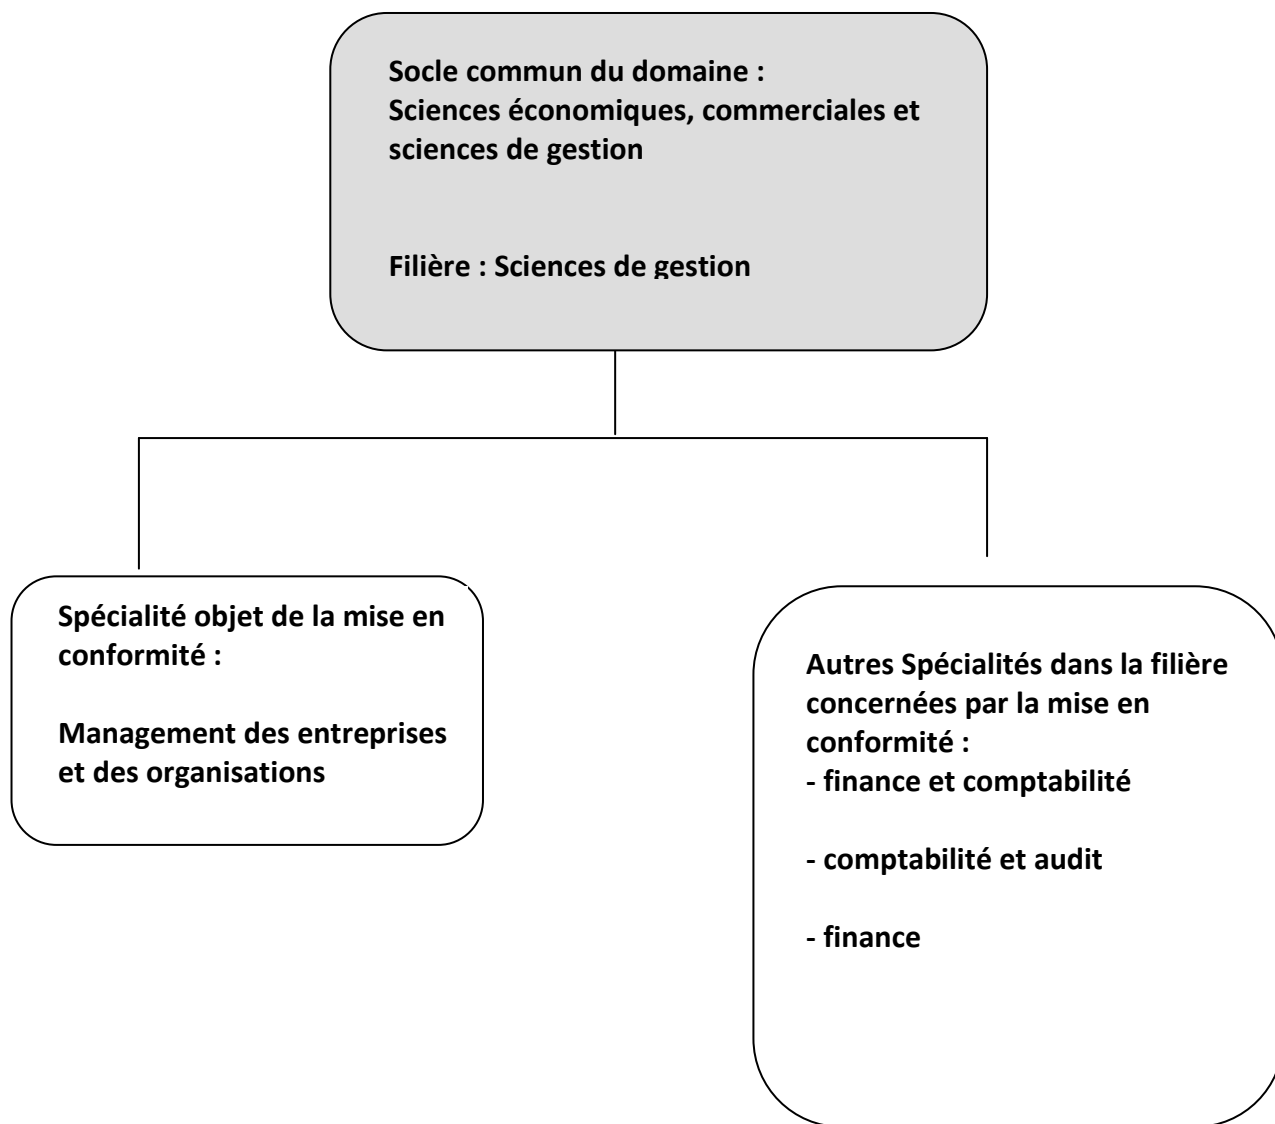 Socle commun du domaine :
Sciences économiques, commerciales et
sciences de gestion
Filière : Sciences de gestion
Spécialité objet de la mise en
conformité :
Management des entreprises
et des organisations
Autres Spécialités dans la filière
concernées par la mise en
conformité :
- finance et comptabilité
- comptabilité et audit
- finance